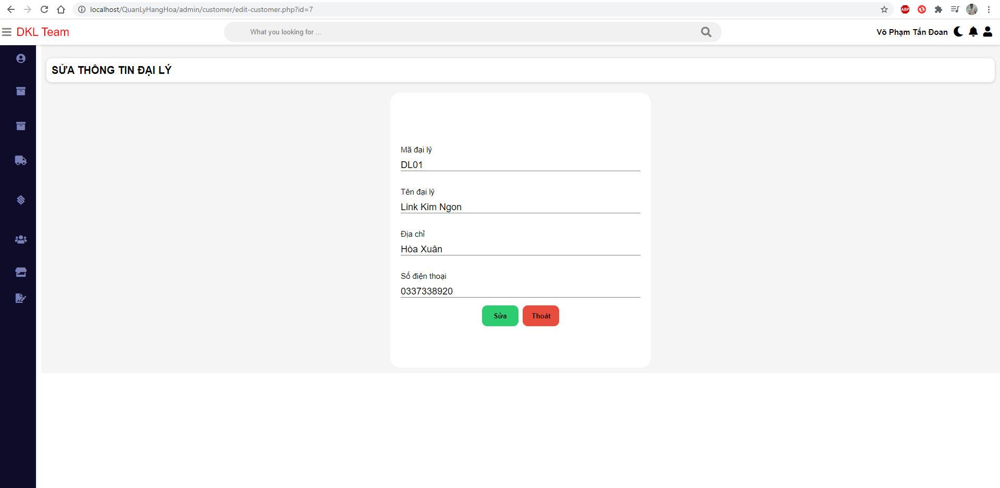 localhost/QuanLyHangHoa/admin/customer/edit-customer.php?id=7
ABP
DKL Team
What you looking for ...
Võ Phạm Tấn Đoan
SỬA THÔNG TIN ĐẠI LÝ
Mã đại lý
DL01
Tên đại lý
Link Kim Ngon
Địa chỉ
Hòa Xuân
Số điện thoại
0337338920
Sửa Thoát